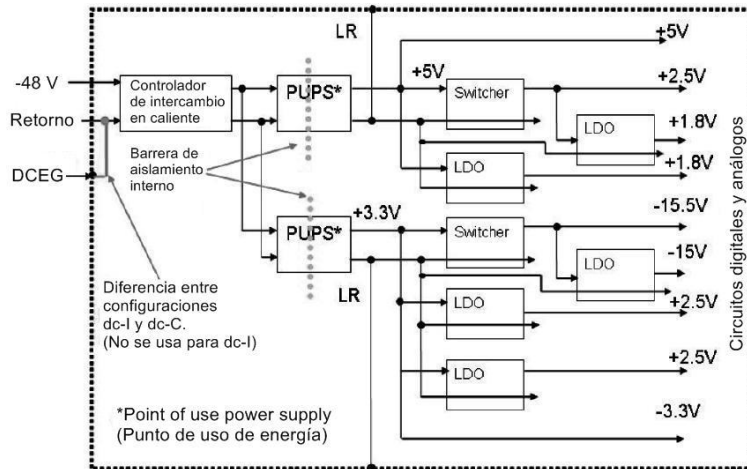 LR
+5V
-48 V
Controlador
de intercambio
en caliente
PUPS*
+5V
Switcher
+2.5V
Retorno
LDO
+1.8V
Barrera de
aislamiento
interno
LDO
+1.8V
DCEG
PUPS*
+3.3V
Switcher
-15.5V
LDO
-15V
LR
Diferencia entre
configuraciones
dc-I y dc-C.
(No se usa para dc-I)
LDO
+2.5V
LDO
+2.5V
-3.3V
*Point of use power supply
(Punto de uso de energía)
Circuitos digitales y análogos